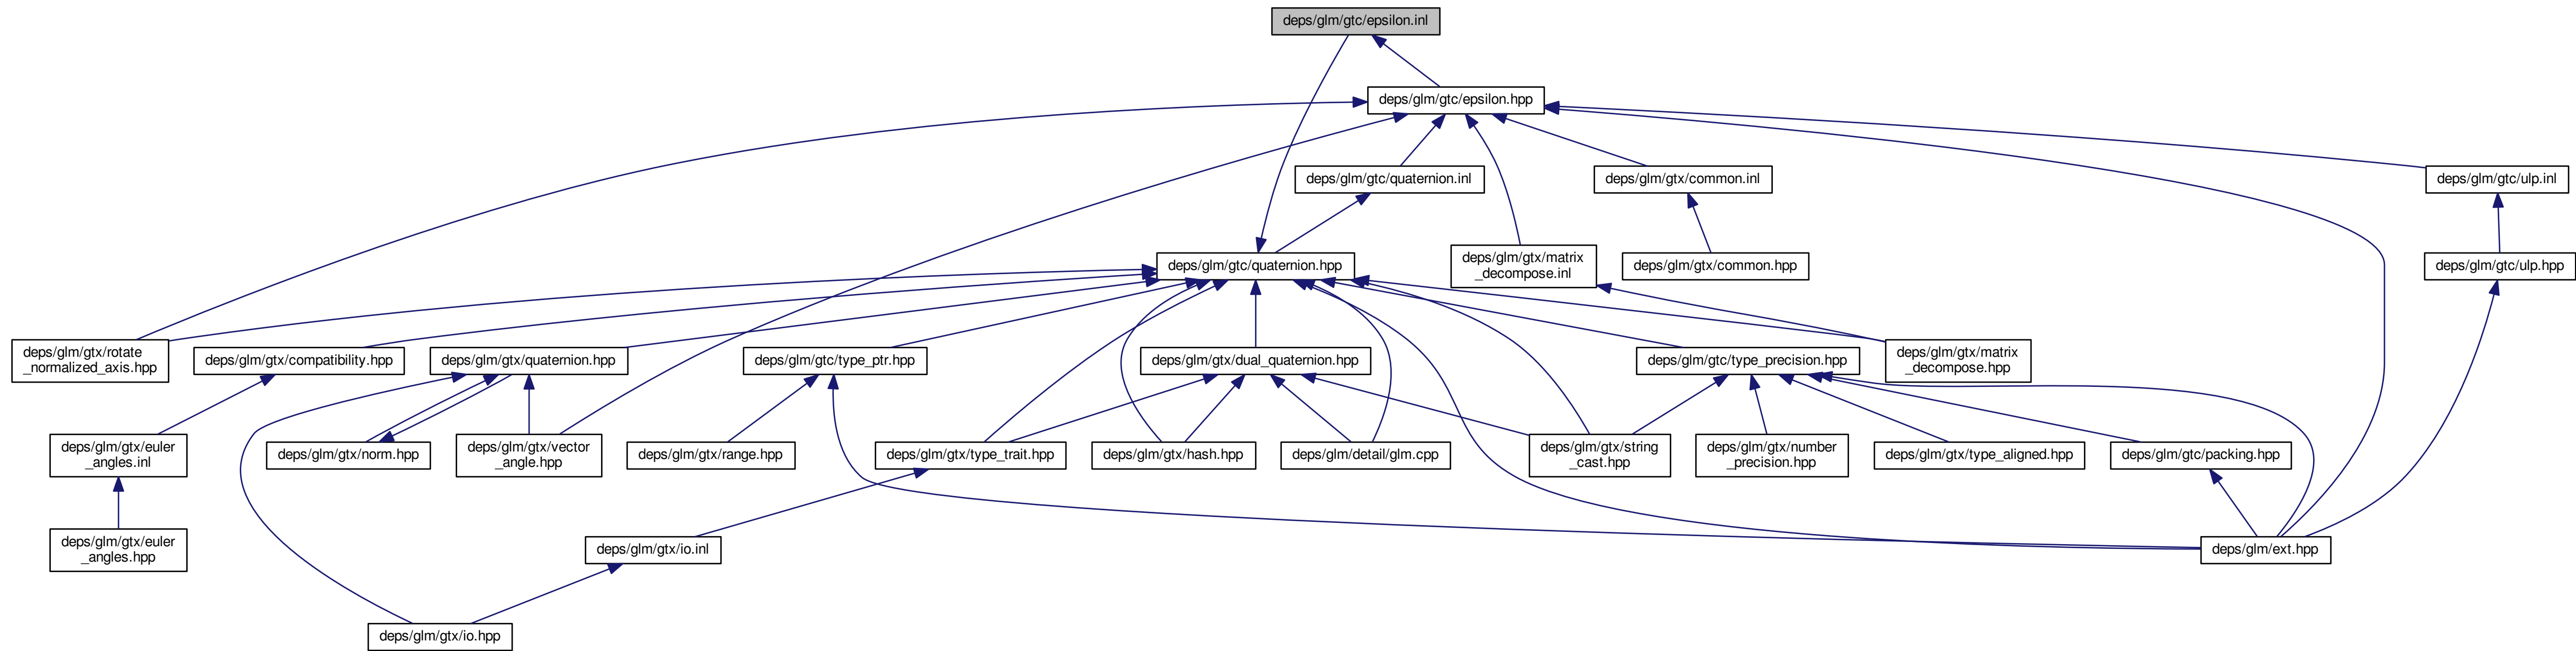 deps/glm/gtc/epsilon.inl
deps/glm/gtc/epsilon.hpp
deps/glm/gtc/quaternion.inl
deps/glm/gtx/common.inl
deps/glm/gtc/ulp.inl
deps/glm/gtc/quaternion.hpp
deps/glm/gtx/matrix
_decompose.inl
deps/glm/gtx/common.hpp
deps/glm/gtc/ulp.hpp
deps/glm/gtx/rotate
_normalized_axis.hpp
deps/glm/gtx/compatibility.hpp
deps/glm/gtx/quaternion.hpp
deps/glm/gtc/type_ptr.hpp
deps/glm/gtx/dual_quaternion.hpp
deps/glm/gtc/type_precision.hpp
deps/glm/gtx/matrix
_decompose.hpp
deps/glm/gtx/euler
_angles.inl
deps/glm/gtx/norm.hpp
deps/glm/gtx/vector
_angle.hpp
deps/glm/gtx/range.hpp
deps/glm/gtx/type_trait.hpp
deps/glm/gtx/hash.hpp
deps/glm/detail/glm.cpp
deps/glm/gtx/string
_cast.hpp
deps/glm/gtx/number
_precision.hpp
deps/glm/gtx/type_aligned.hpp
deps/glm/gtc/packing.hpp
deps/glm/gtx/euler
_angles.hpp
deps/glm/gtx/io.inl
deps/glm/ext.hpp
deps/glm/gtx/io.hpp